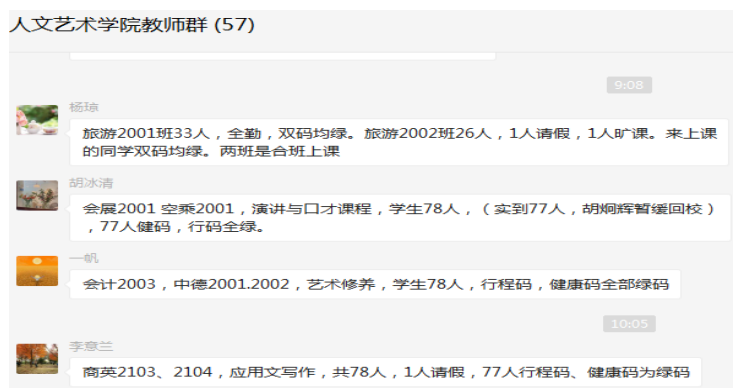 人文艺术学院教师群 (57)
9:08
杨琼
旅游2001班33人，全勤，双码均绿。旅游2002班26人，1人请假，1人旷课。来上课
的同学双码均绿。两班是合班上课
胡冰清
会展2001 空乘2001，演讲与口才课程，学生78人，（实到77人，胡炯辉暂缓回校）
，77人健码，行码全绿。
一帆
会计2003，中德2001.2002，艺术修养，学生78人，行程码，健康码全部绿码
10:05
李意兰
商英2103、2104，应用文写作，共78人，1人请假，77人行程码、健康码为绿码